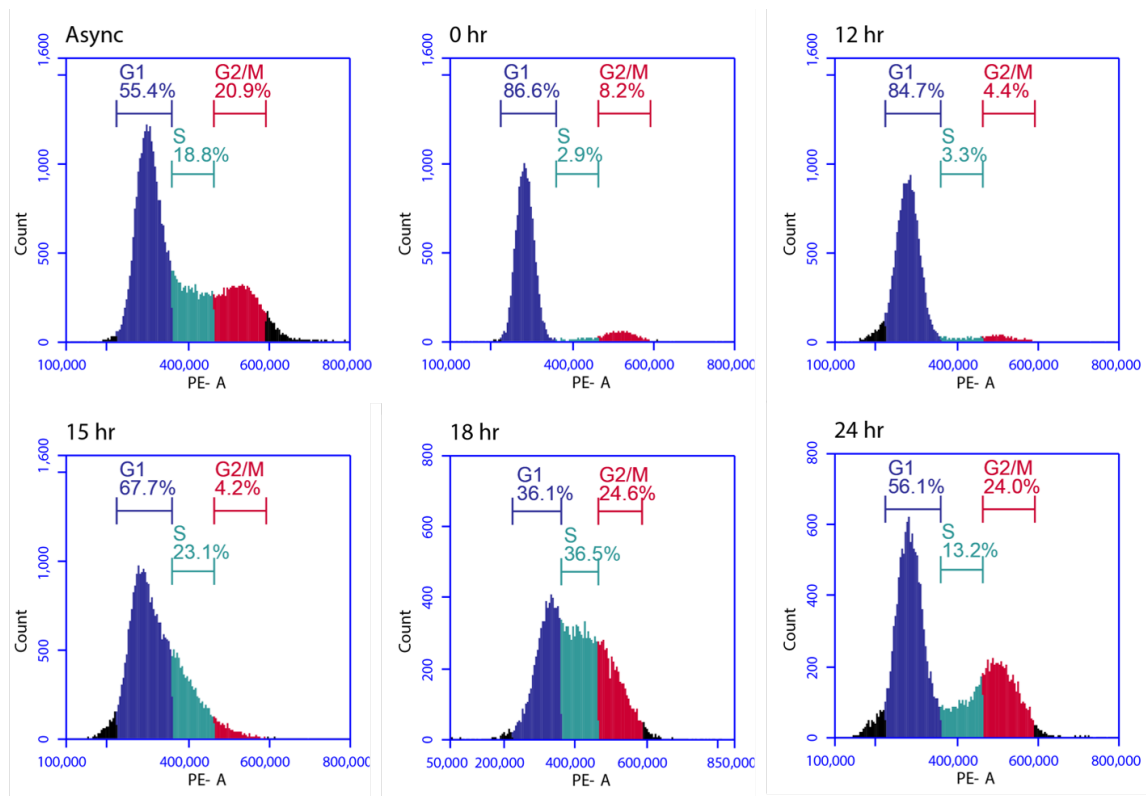 Async
1,600
1,000
500
0
Count
G1
55.4%
G2/M
20.9%
S
18.8%
100,000 400,000 600,000 800,000
PE- A
0 hr
1,600
1,000
500
0
Count
G1
86.6%
G2/M
8.2%
S
2.9%
100,000 400,000 600,000 800,000
PE- A
12 hr
1,600
1,000
500
0
Count
G1
84.7%
G2/M
4.4%
S
3.3%
100,000 400,000 600,000 800,000
PE- A
15 hr
1,600
1,000
500
0
Count
G1
67.7%
G2/M
4.2%
S
23.1%
100,000 400,000 600,000 800,000
PE- A
18 hr
800
600
400
200
0
Count
G1
36.1%
G2/M
24.6%
S
36.5%
50,000 200,000 400,000 600,000 850,000
PE- A
24 hr
800
600
400
200
0
Count
G1
56.1%
G2/M
24.0%
S
13.2%
100,000 400,000 600,000 800,000
PE- A